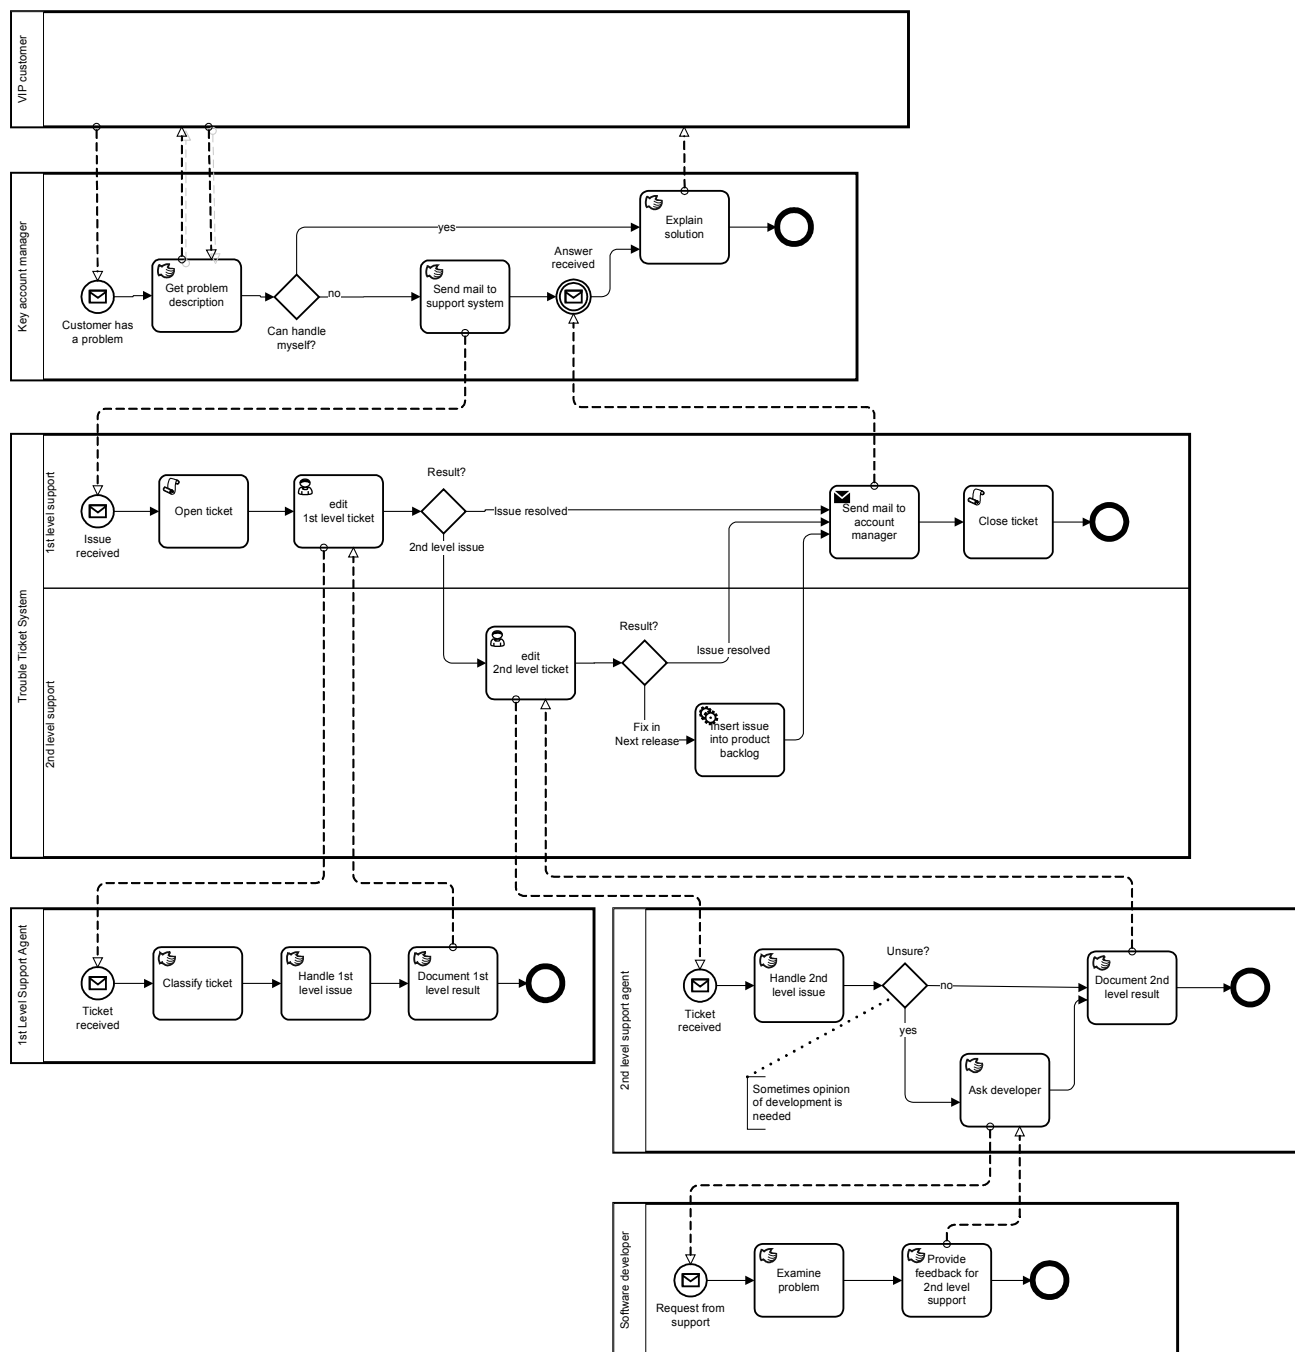 VIP customer
Key account manager
Customer has
a problem
Get problem
description
Can handle
myself?
yes
no
Send mail to
support system
Answer
received
Explain
solution
Trouble Ticket System
1st level support
Issue
received
Open ticket
edit
1st level ticket
Result?
Issue resolved
2nd level issue
Send mail to
account
manager
Close ticket
2nd level support
edit
2nd level ticket
Result?
Issue resolved
Fix in
Next release
Insert issue
into product
backlog
1st Level Support Agent
Ticket
received
Classify ticket
Handle 1st
level issue
Document 1st
level result
2nd level support agent
Ticket
received
Handle 2nd
level issue
Unsure?
no
yes
Sometimes opinion
of development is
needed
Ask developer
Document 2nd
level result
Software developer
Request from
support
Examine
problem
Provide
feedback for
2nd level
support